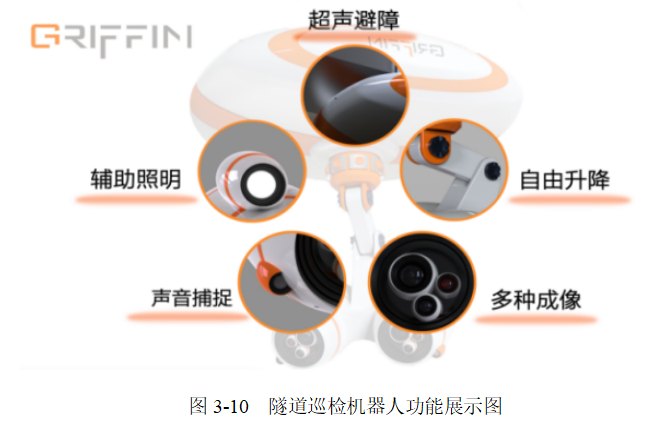 GRIFFIN
超声避障
GRIFFIN
辅助照明
自由升降
声音捕捉
多种成像
图 3-10 隧道巡检机器人功能展示图